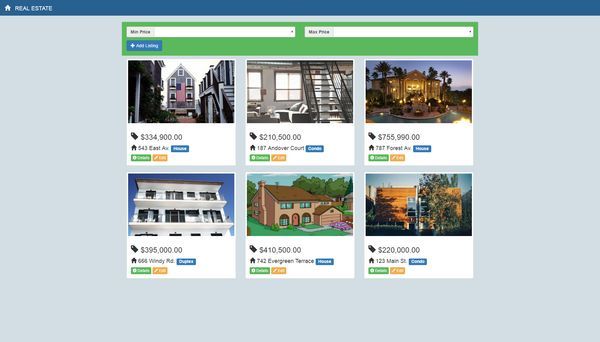 REAL ESTATE
Min Price
Max Price
Add Listing
$334,900.00
543 East Av. House
Details Edit
$210,500.00
187 Andover Court Condo
Details Edit
$755,990.00
787 Forest Av. House
Details Edit
$395,000.00
666 Windy Rd. Duplex
Details Edit
$410,500.00
742 Evergreen Terrace House
Details Edit
$220,000.00
123 Main St. Condo
Details Edit